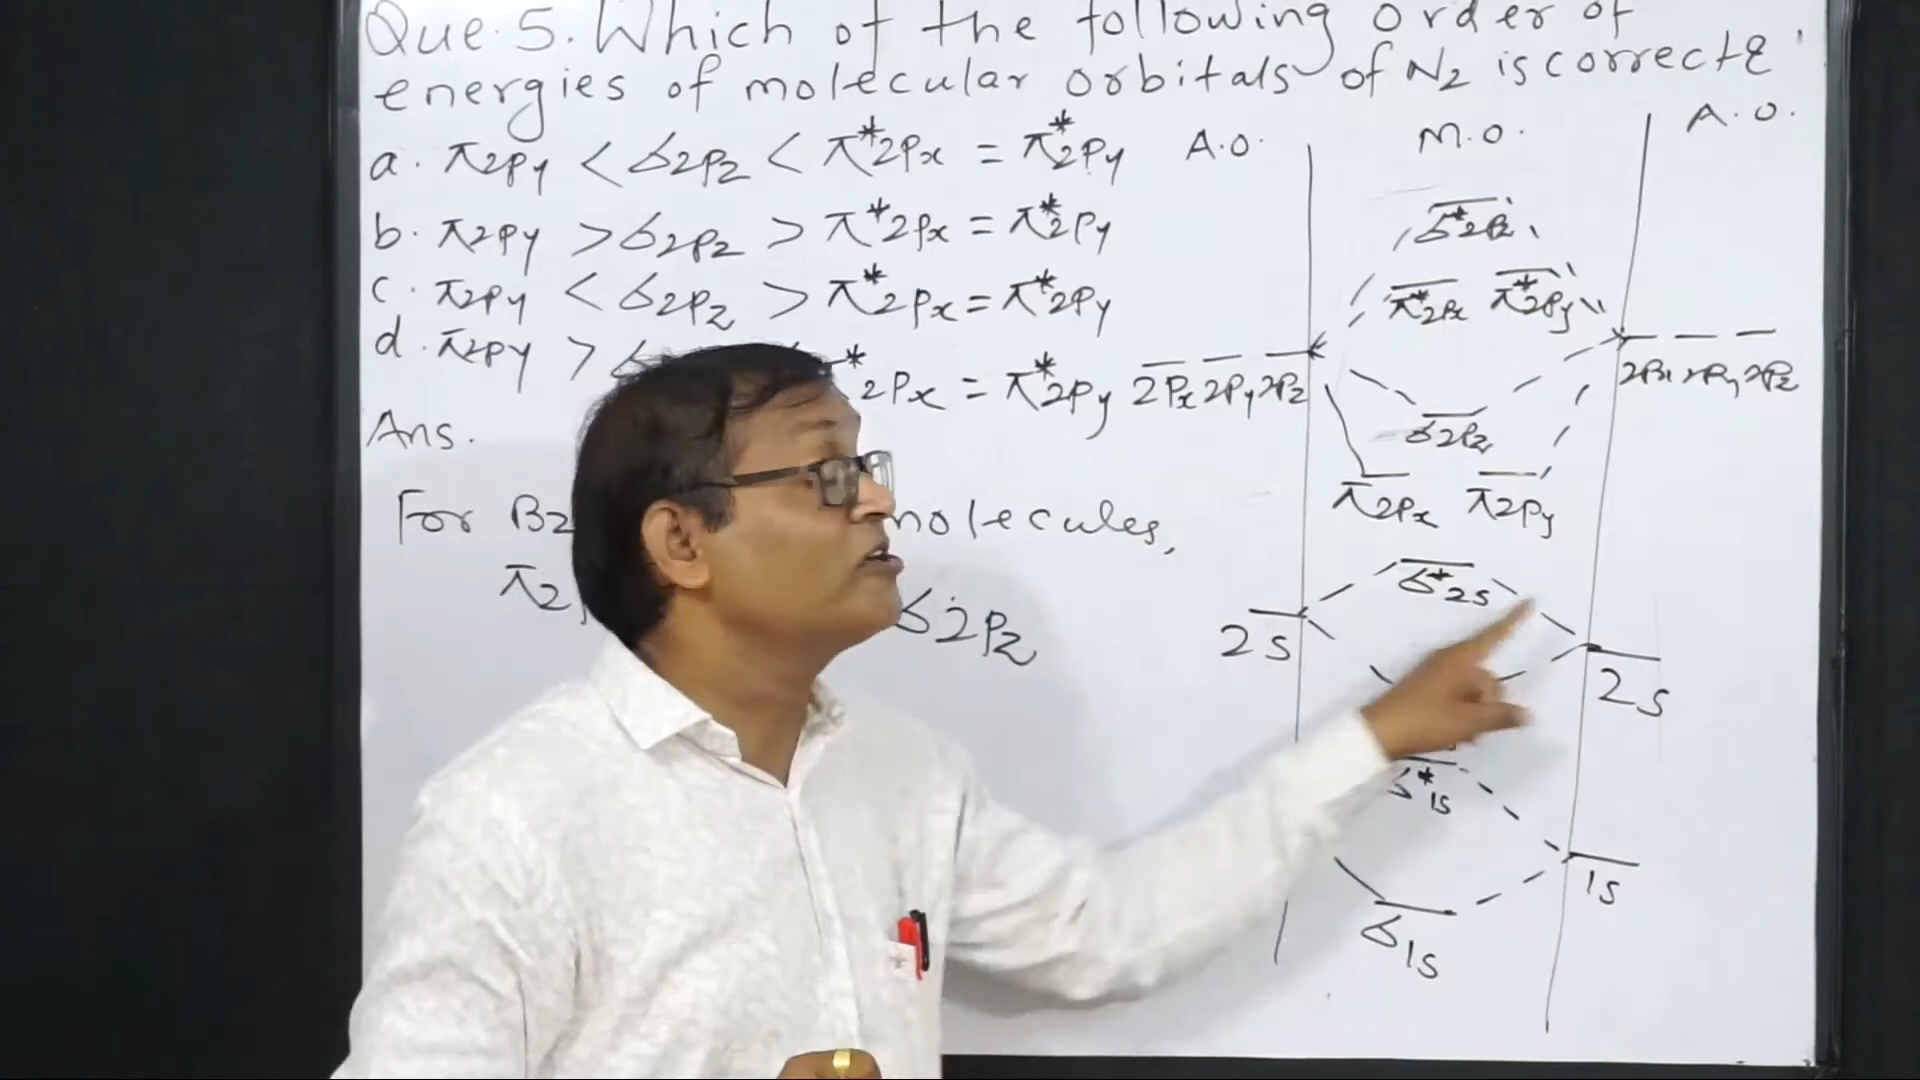 Que.5. Which of the following order of
energies of molecular orbitals of N2 is correct?
a. π2py < σ2pz < π*2px = π*2py
b. π2py > σ2pz > π*2px = π*2py
c. π2py < σ2pz > π*2px = π*2py
d. π2py > *2px = π*2py
Ans.
For B2 molecules,
π2 σ2pz
A.O. M.O. A.O.
σ*2pz
π*2px π*2py
2px 2py 2pz
2px 2py 2pz
σ2pz
π2px π2py
σ*2s
2s
2s
σ*1s
1s
σ1s